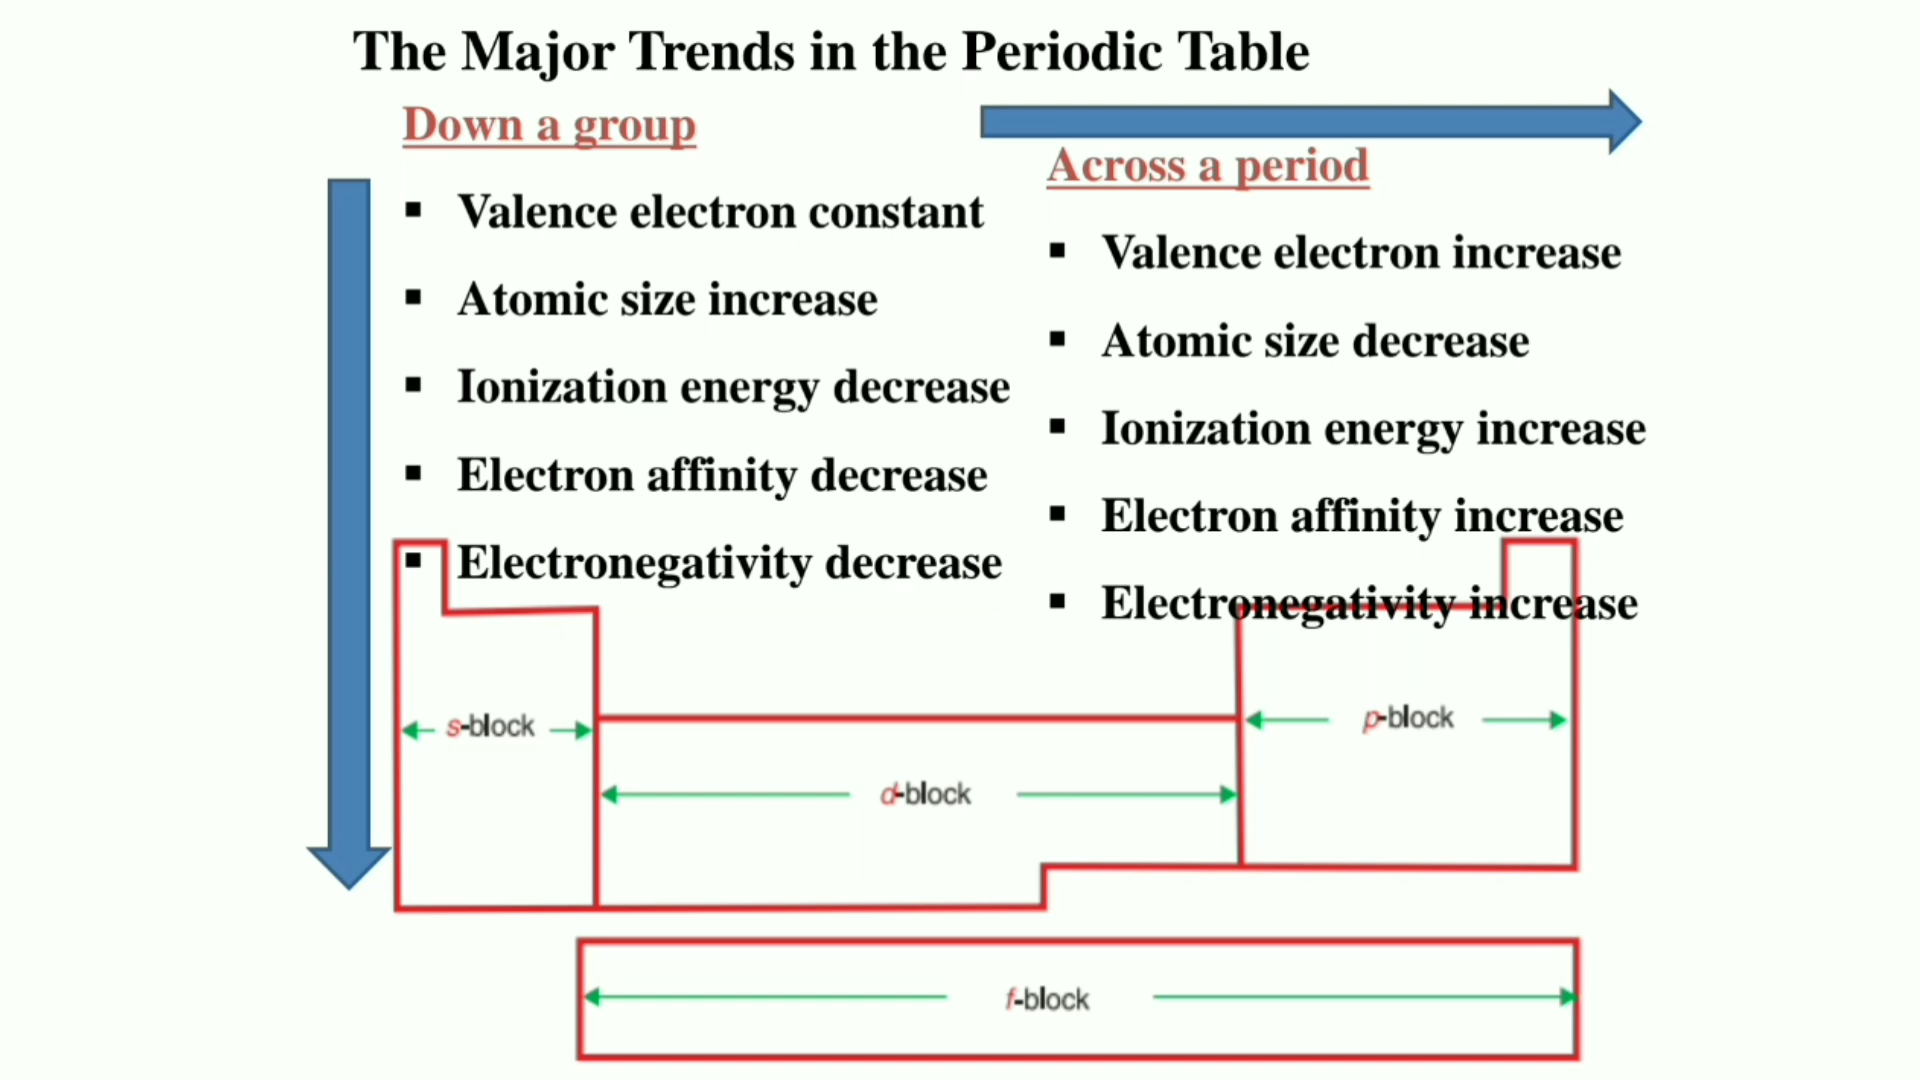 The Major Trends in the Periodic Table
Down a group
▪ Valence electron constant
▪ Atomic size increase
▪ Ionization energy decrease
▪ Electron affinity decrease
▪ Electronegativity decrease
Across a period
▪ Valence electron increase
▪ Atomic size decrease
▪ Ionization energy increase
▪ Electron affinity increase
▪ Electronegativity increase
s-block
p-block
d-block
f-block